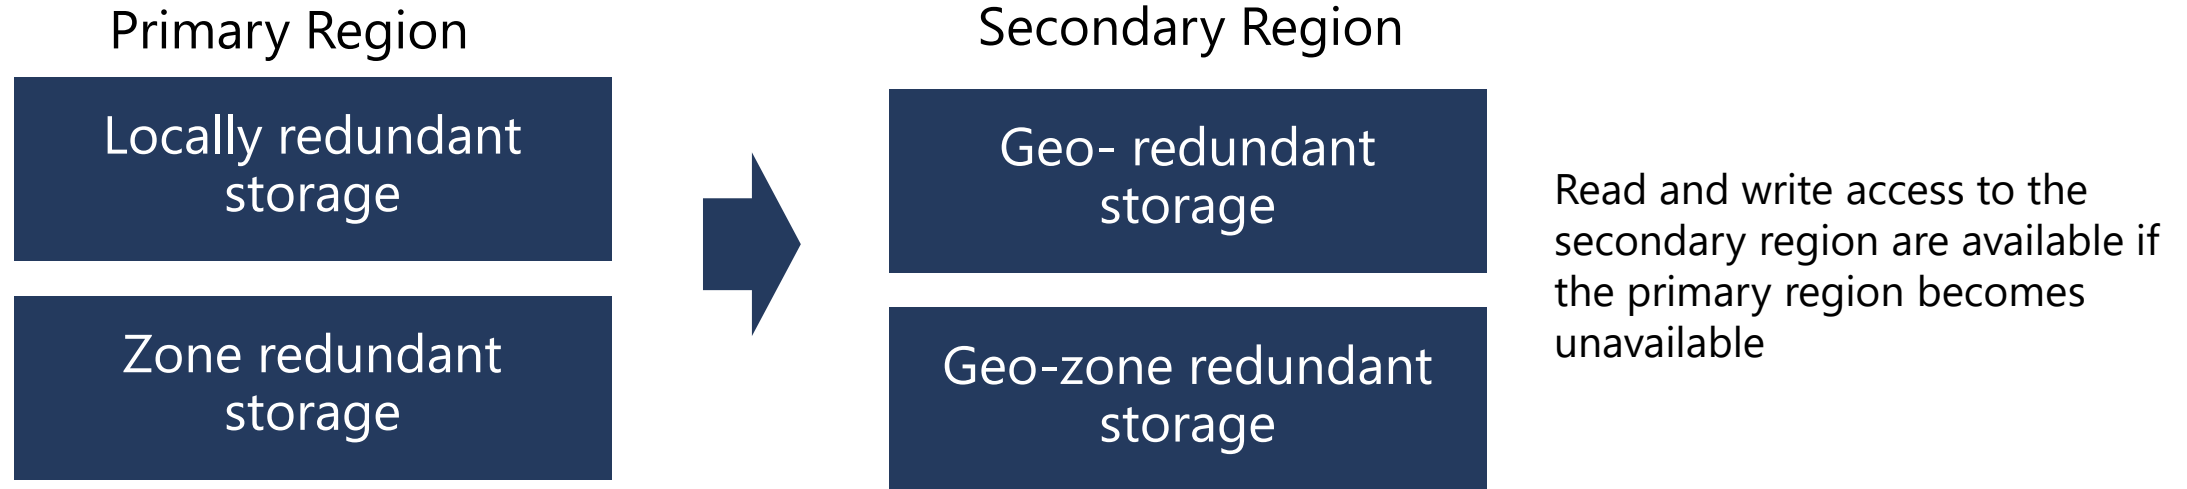 Primary Region
Locally redundant
storage
Zone redundant
storage
Secondary Region
Geo- redundant
storage
Geo-zone redundant
storage
Read and write access to the
secondary region are available if
the primary region becomes
unavailable